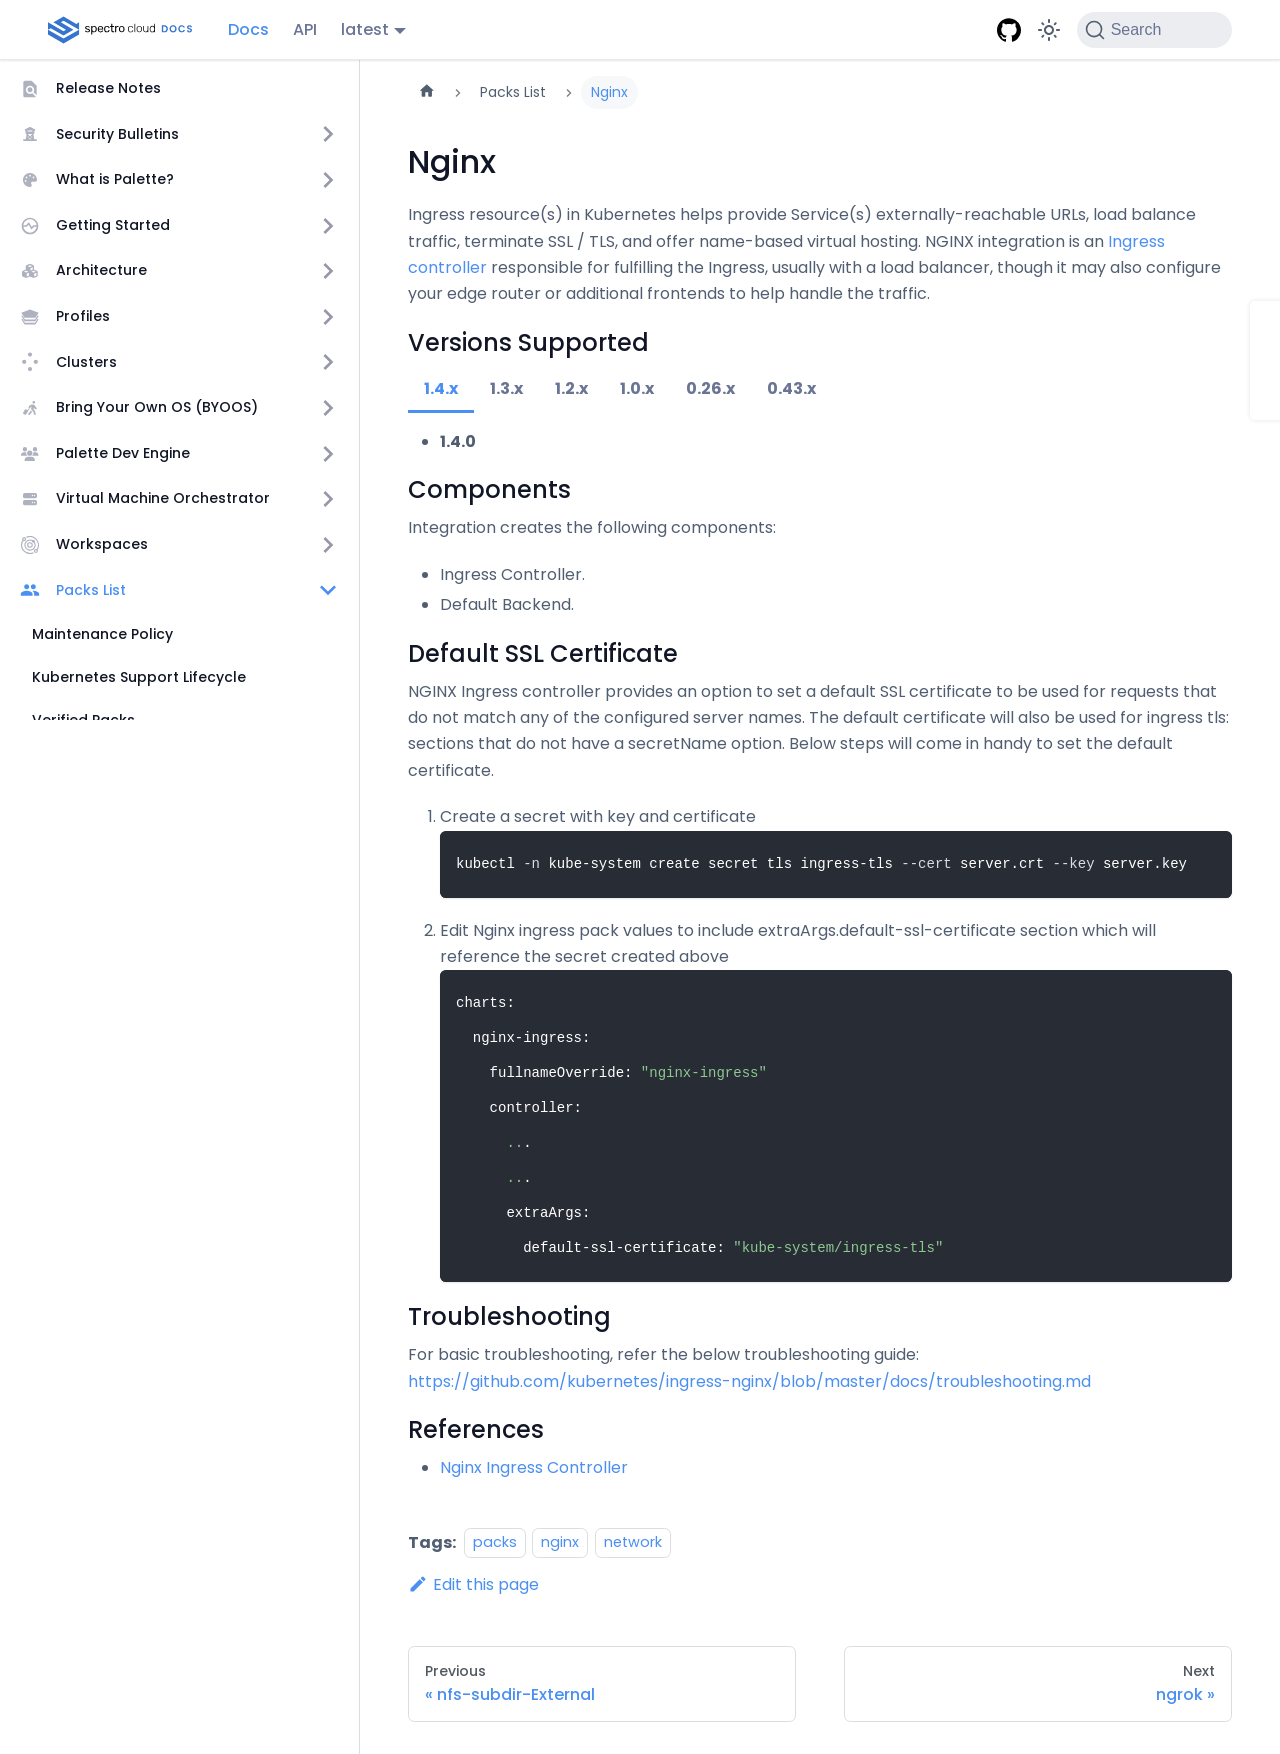 spectro cloud DOCS Docs API latest Search
Release Notes
Security Bulletins
What is Palette?
Getting Started
Architecture
Profiles
Clusters
Bring Your Own OS (BYOOS)
Palette Dev Engine
Virtual Machine Orchestrator
Workspaces
Packs List
Maintenance Policy
Kubernetes Support Lifecycle
Verified Packs
Packs List Nginx
Nginx
Ingress resource(s) in Kubernetes helps provide Service(s) externally-reachable URLs, load balance
traffic, terminate SSL / TLS, and offer name-based virtual hosting. NGINX integration is an Ingress
controller responsible for fulfilling the Ingress, usually with a load balancer, though it may also configure
your edge router or additional frontends to help handle the traffic.
Versions Supported
1.4.x 1.3.x 1.2.x 1.0.x 0.26.x 0.43.x
• 1.4.0
Components
Integration creates the following components:
• Ingress Controller.
• Default Backend.
Default SSL Certificate
NGINX Ingress controller provides an option to set a default SSL certificate to be used for requests that
do not match any of the configured server names. The default certificate will also be used for ingress tls:
sections that do not have a secretName option. Below steps will come in handy to set the default
certificate.
1. Create a secret with key and certificate
kubectl -n kube-system create secret tls ingress-tls --cert server.crt --key server.key
2. Edit Nginx ingress pack values to include extraArgs.default-ssl-certificate section which will
reference the secret created above
charts:
nginx-ingress:
fullnameOverride: "nginx-ingress"
controller:
...
...
extraArgs:
default-ssl-certificate: "kube-system/ingress-tls"
Troubleshooting
For basic troubleshooting, refer the below troubleshooting guide:
https://github.com/kubernetes/ingress-nginx/blob/master/docs/troubleshooting.md
References
• Nginx Ingress Controller
Tags: packs nginx network
Edit this page
Previous
« nfs-subdir-External
Next
ngrok »